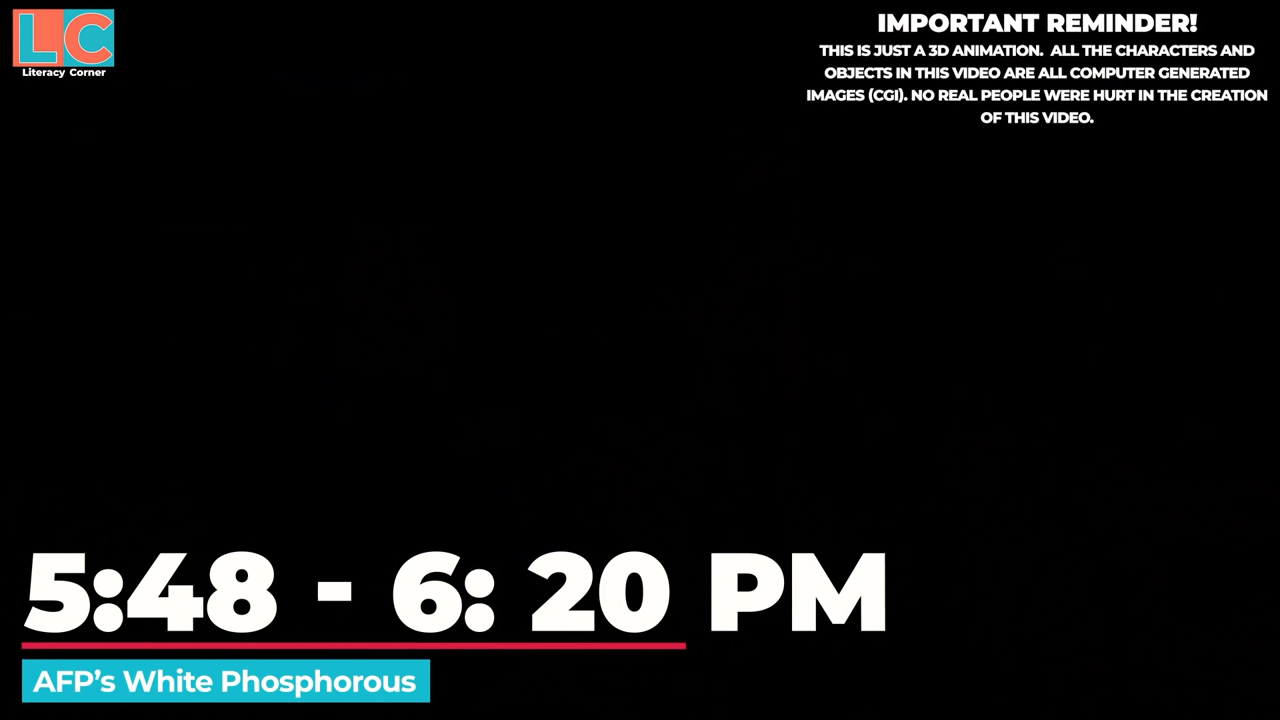 LC
Literacy Corner
IMPORTANT REMINDER!
THIS IS JUST A 3D ANIMATION. ALL THE CHARACTERS AND
OBJECTS IN THIS VIDEO ARE ALL COMPUTER GENERATED
IMAGES (CGI). NO REAL PEOPLE WERE HURT IN THE CREATION
OF THIS VIDEO.
5:48 - 6: 20 PM
AFP’s White Phosphorous